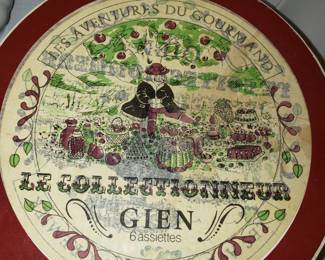 LES AVENTURES DU GOURMAND
LE COLLECTIONNEUR
GIEN
6 assiettes